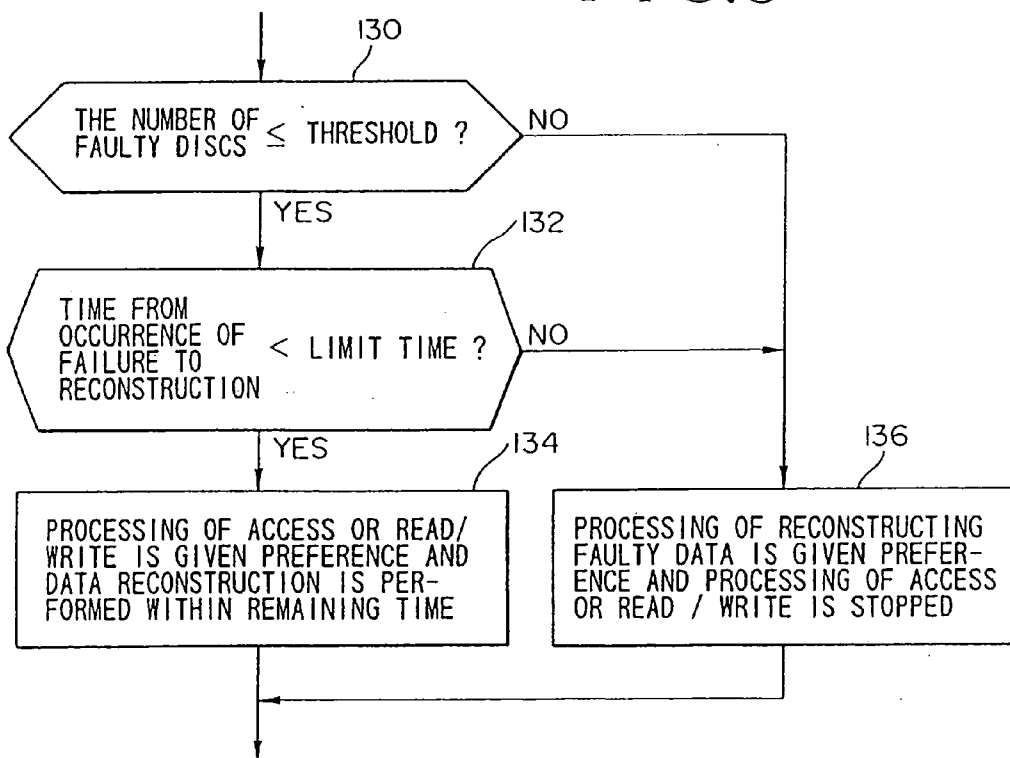 130
THE NUMBER OF
FAULTY DISCS ≤ THRESHOLD ?
NO
YES
132
TIME FROM
OCCURRENCE OF
FAILURE TO
RECONSTRUCTION
< LIMIT TIME ?
NO
YES
134
PROCESSING OF ACCESS OR READ/
WRITE IS GIVEN PREFERENCE AND
DATA RECONSTRUCTION IS PER-
FORMED WITHIN REMAINING TIME
136
PROCESSING OF RECONSTRUCTING
FAULTY DATA IS GIVEN PREFER-
ENCE AND PROCESSING OF ACCESS
OR READ / WRITE IS STOPPED